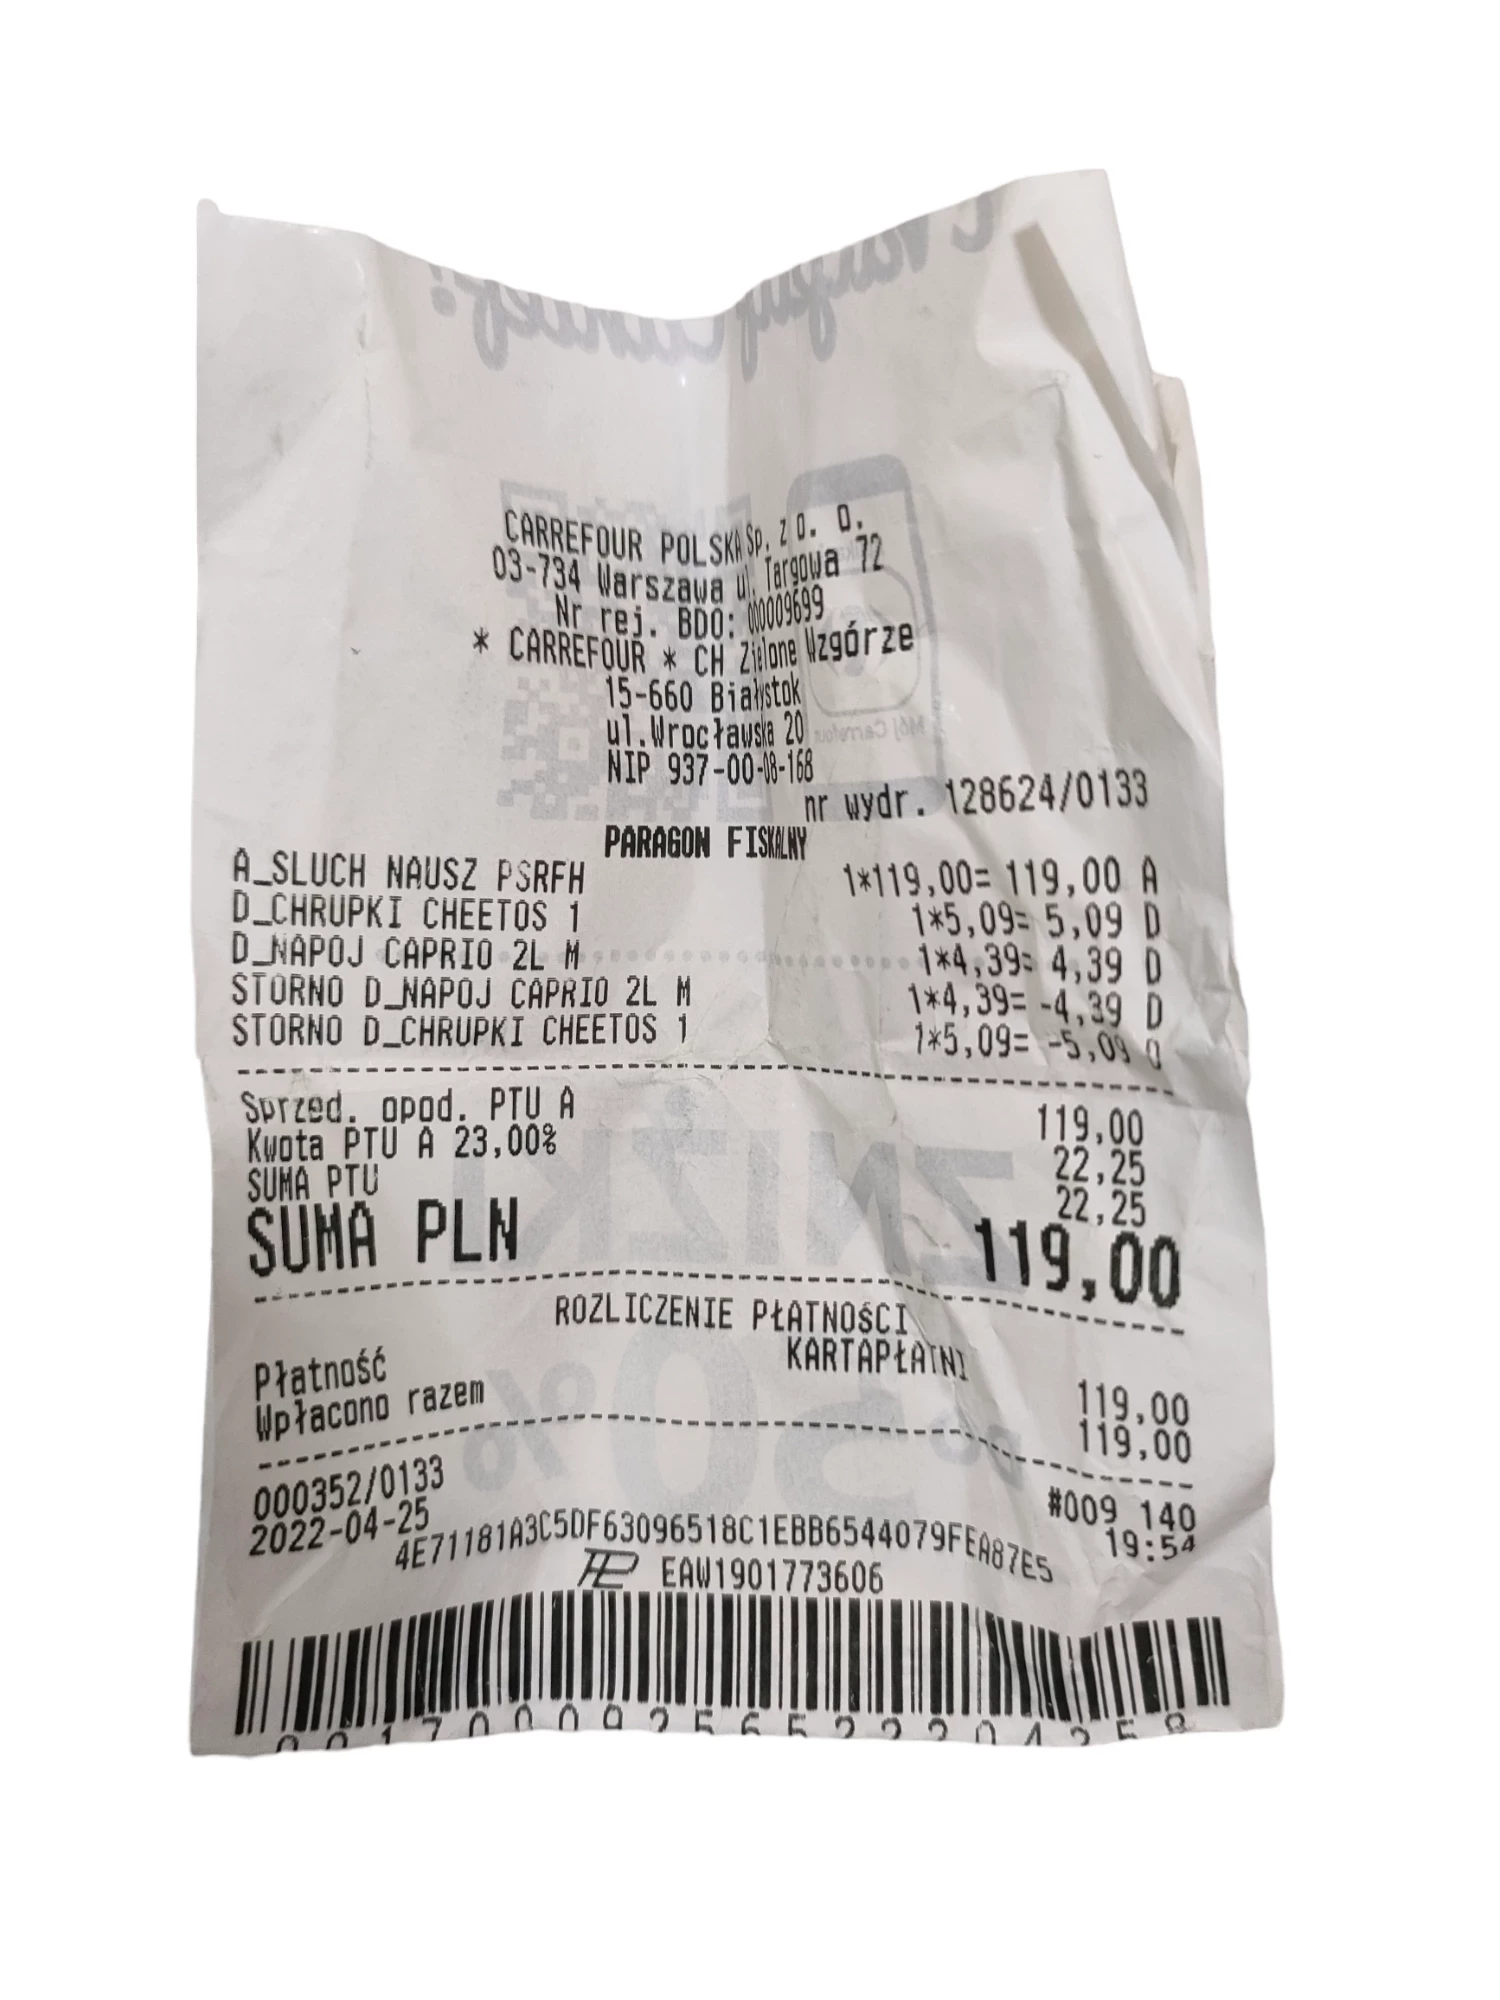 CARREFOUR POLSKA Sp. z o. o.
03-734 Warszawa ul. Targowa 72
Nr rej. BDO: 000009699
* CARREFOUR * CH Zielone Wzgórze
15-660 Białystok
ul.Wrocławska 20
NIP 937-00-08-168
nr wydr. 128624/0133
PARAGON FISKALNY
A_SLUCH NAUSZ PSRFH 1*119,00= 119,00 A
D_CHRUPKI CHEETOS 1 1*5,09= 5,09 D
D_NAPOJ CAPRIO 2L M 1*4,39= 4,39 D
STORNO D_NAPOJ CAPRIO 2L M 1*4,39= -4,39 D
STORNO D_CHRUPKI CHEETOS 1 1*5,09= -5,09 D
Sprzed. opod. PTU A 119,00
Kwota PTU A 23,00% 22,25
SUMA PTU 22,25
SUMA PLN 119,00
ROZLICZENIE PŁATNOŚCI
KARTAPŁATNI
Płatność 119,00
Wpłacono razem 119,00
000352/0133 #009 140
2022-04-25 19:54
4E71181A3C5DF63096518C1EBB6544079FEA87E5
EAW1901773606